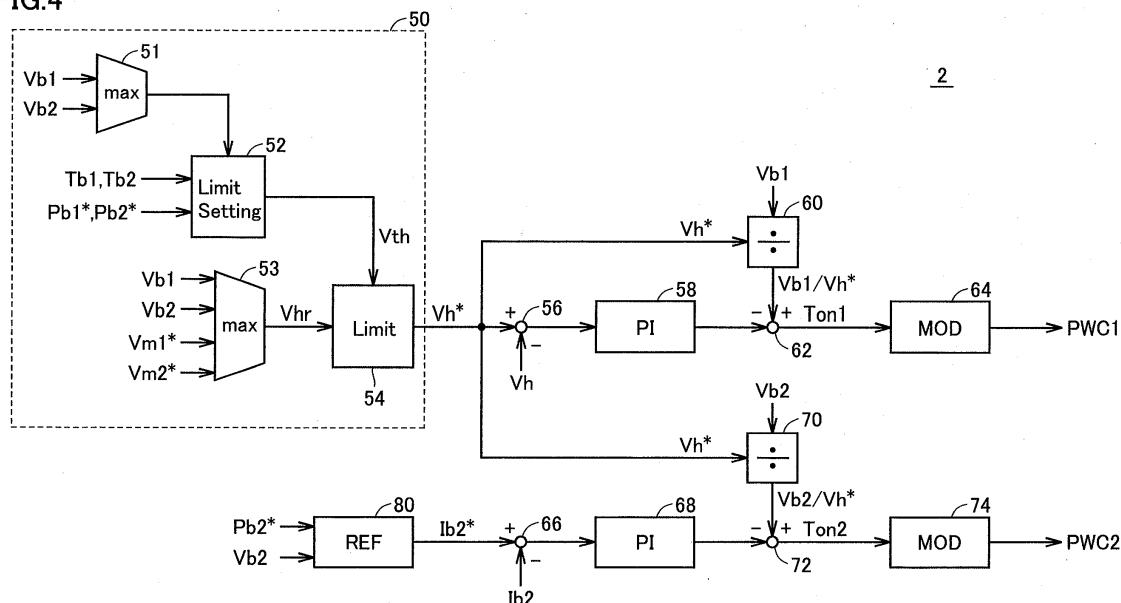 IG.4
50
51
Vb1
Vb2
max
2
52
Tb1,Tb2
Pb1*,Pb2*
Limit
Setting
Vth
Vb1
60
Vh*
÷
Vb1/Vh*
53
Vb1
Vb2
Vm1*
Vm2*
max
Vhr
Limit
54
Vh*
+
56
−
Vh
58
PI
−
+
62
Ton1
64
MOD
PWC1
Vb2
70
Vh*
÷
Vb2/Vh*
80
Pb2*
Vb2
REF
Ib2*
+
66
−
Ib2
68
PI
−
+
72
Ton2
74
MOD
PWC2